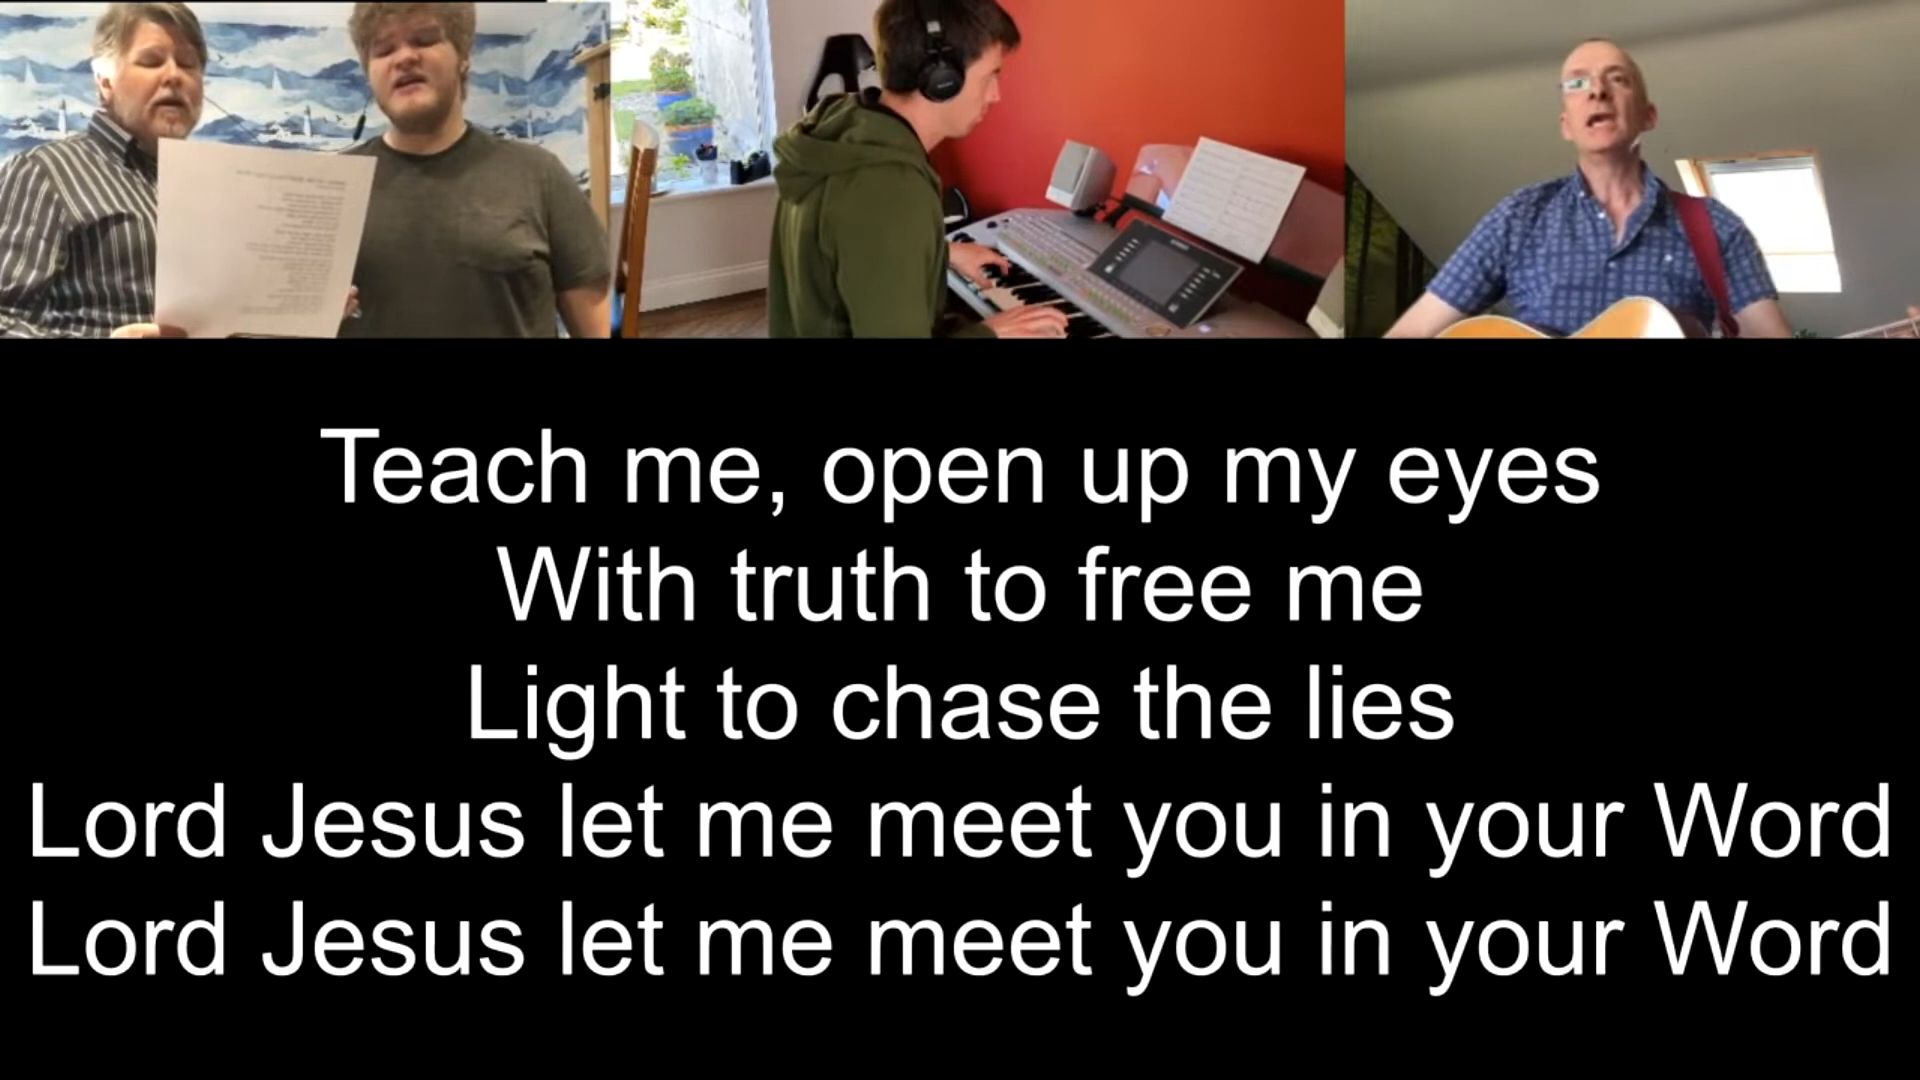 Teach me, open up my eyes
With truth to free me
Light to chase the lies
Lord Jesus let me meet you in your Word
Lord Jesus let me meet you in your Word